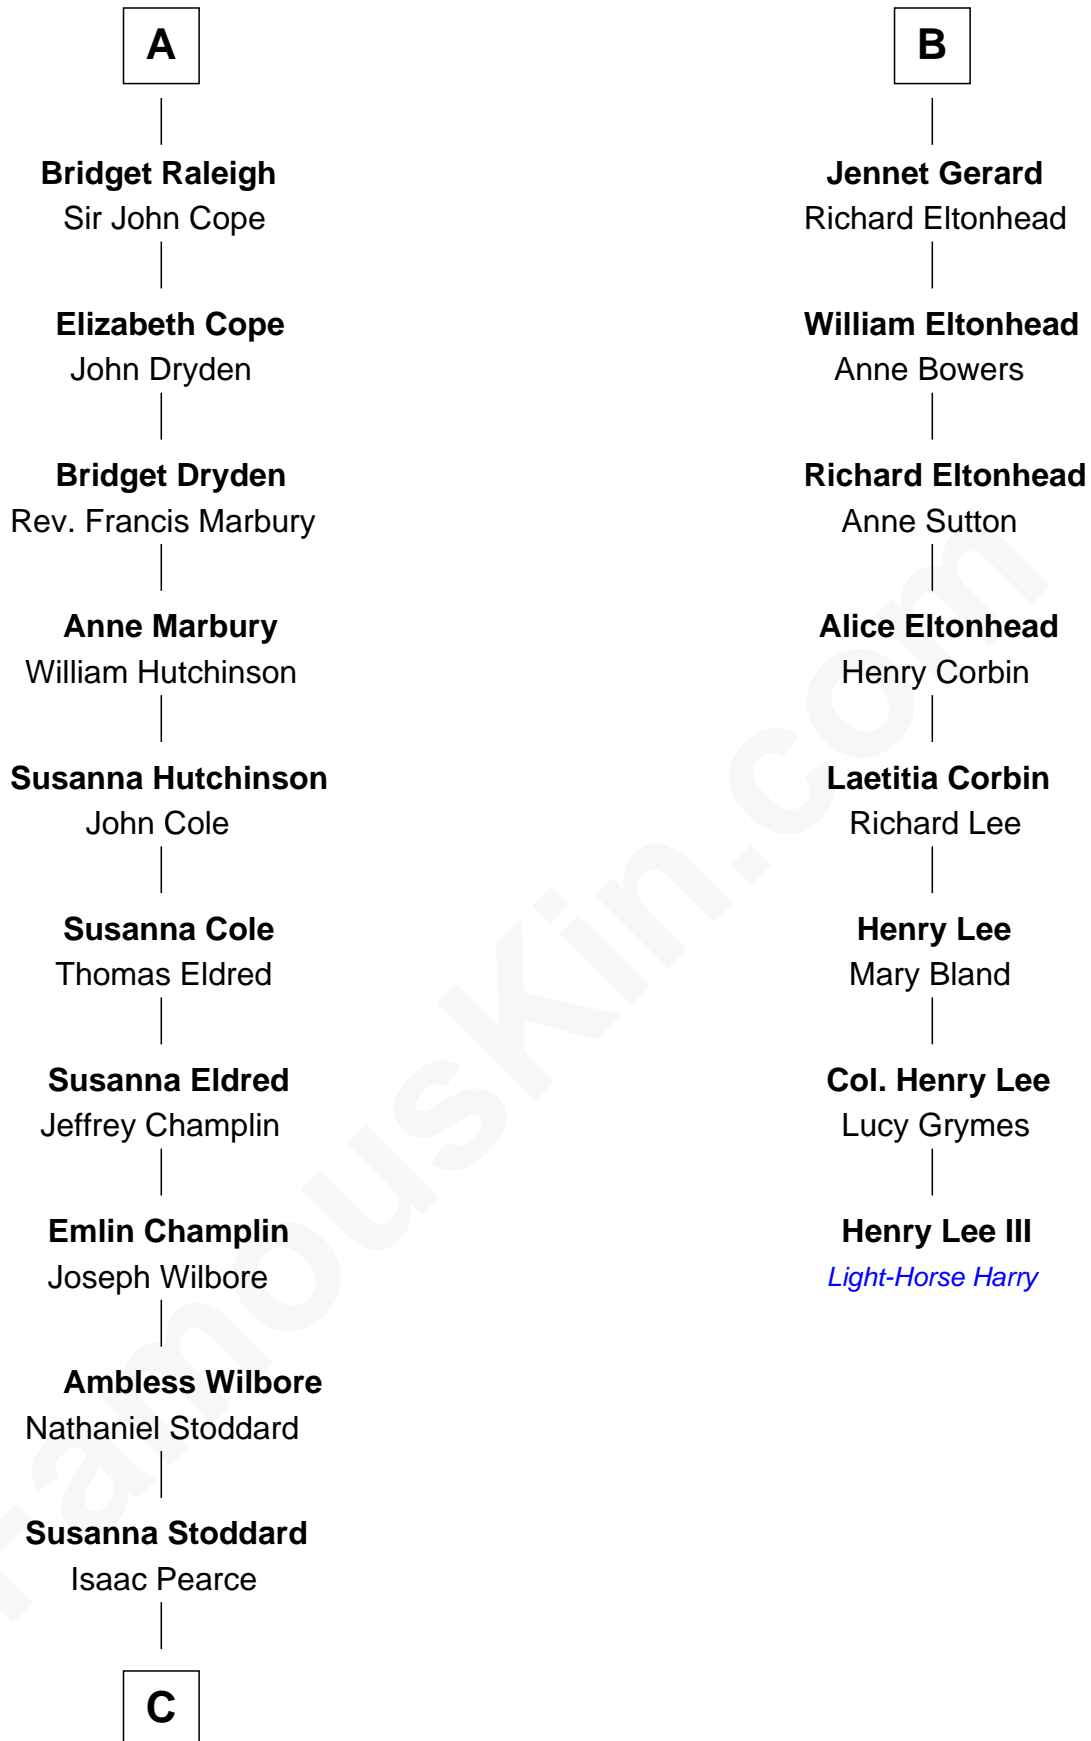 A
Bridget Raleigh
Sir John Cope
Elizabeth Cope
John Dryden
Bridget Dryden
Rev. Francis Marbury
Anne Marbury
William Hutchinson
Susanna Hutchinson
John Cole
Susanna Cole
Thomas Eldred
Susanna Eldred
Jeffrey Champlin
Emlin Champlin
Joseph Wilbore
Ambless Wilbore
Nathaniel Stoddard
Susanna Stoddard
Isaac Pearce
C
B
Jennet Gerard
Richard Eltonhead
William Eltonhead
Anne Bowers
Richard Eltonhead
Anne Sutton
Alice Eltonhead
Henry Corbin
Laetitia Corbin
Richard Lee
Henry Lee
Mary Bland
Col. Henry Lee
Lucy Grymes
Henry Lee III
Light-Horse Harry
FamousKin.com